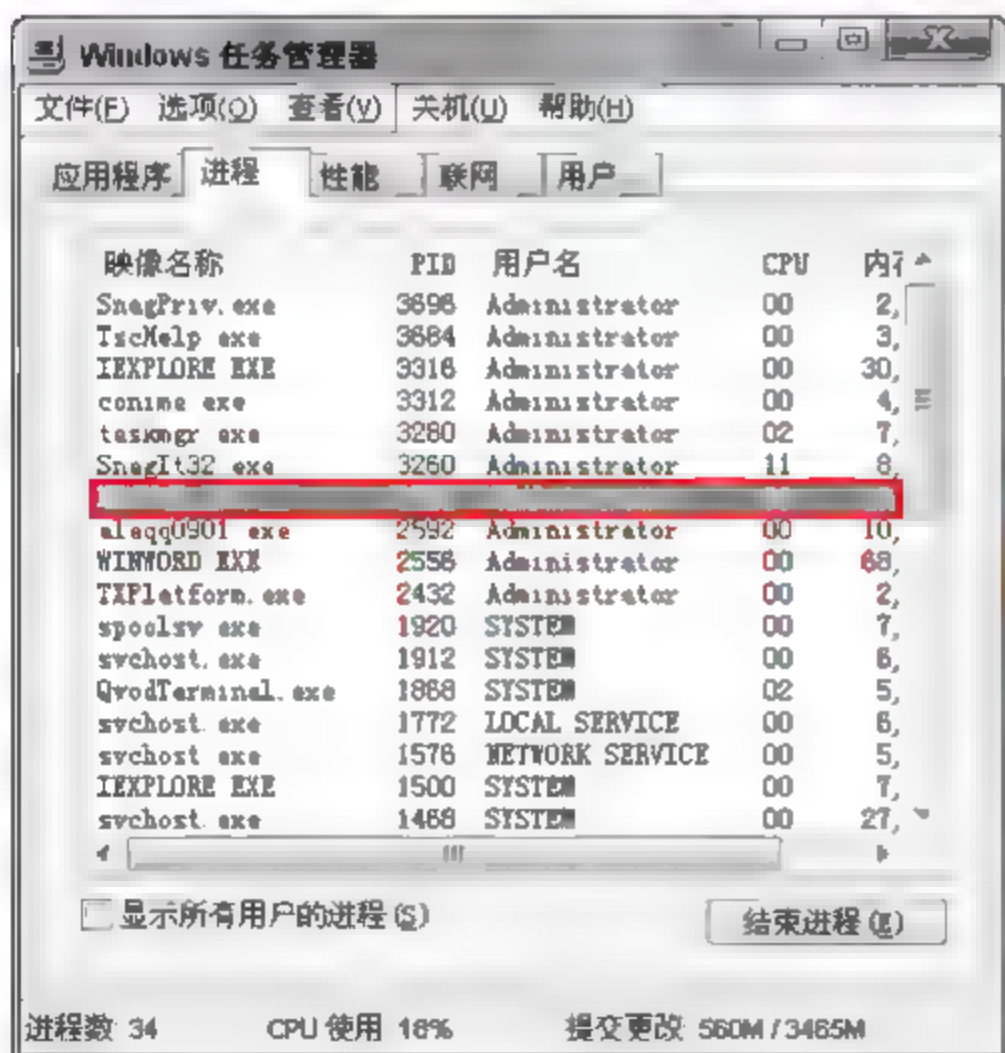 Windows 任务管理器
文件(F) 选项(O) 查看(V) 关机(U) 帮助(H)
应用程序 进程 性能 联网 用户
映像名称 PID 用户名 CPU
SnagPriv.exe 3696 Administrator 00 2,
TscHelp.exe 3684 Administrator 00 3,
IEXPLORE.EXE 3316 Administrator 00 30,
conime.exe 3312 Administrator 00 4,
taskmgr.exe 3280 Administrator 02 7,
SnagIt32.exe 3260 Administrator 11 8,
alaqq0901.exe 2592 Administrator 00 10,
WINWORD.EXE 2556 Administrator 00 68,
TXPlatform.exe 2432 Administrator 00 2,
spoolsv.exe 1920 SYSTEM 00 7,
svchost.exe 1912 SYSTEM 00 6,
QvodTerminal.exe 1868 SYSTEM 02 5,
svchost.exe 1772 LOCAL SERVICE 00 6,
svchost.exe 1576 NETWORK SERVICE 00 5,
IEXPLORE.EXE 1500 SYSTEM 00 7,
svchost.exe 1468 SYSTEM 00 27,
显示所有用户的进程(S)
结束进程(E)
进程数: 34 CPU 使用: 18% 提交更改: 560M / 3465M